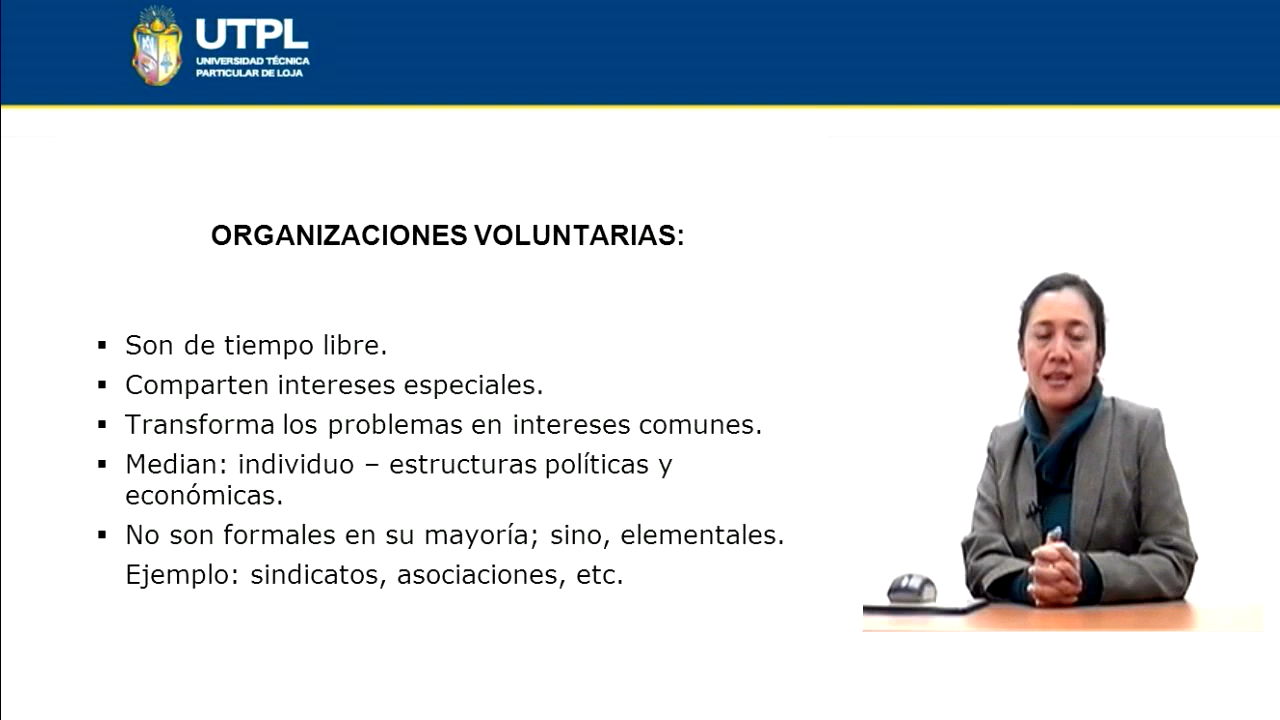 UTPL
UNIVERSIDAD TÉCNICA
PARTICULAR DE LOJA
ORGANIZACIONES VOLUNTARIAS:
▪ Son de tiempo libre.
▪ Comparten intereses especiales.
▪ Transforma los problemas en intereses comunes.
▪ Median: individuo – estructuras políticas y
económicas.
▪ No son formales en su mayoría; sino, elementales.
Ejemplo: sindicatos, asociaciones, etc.